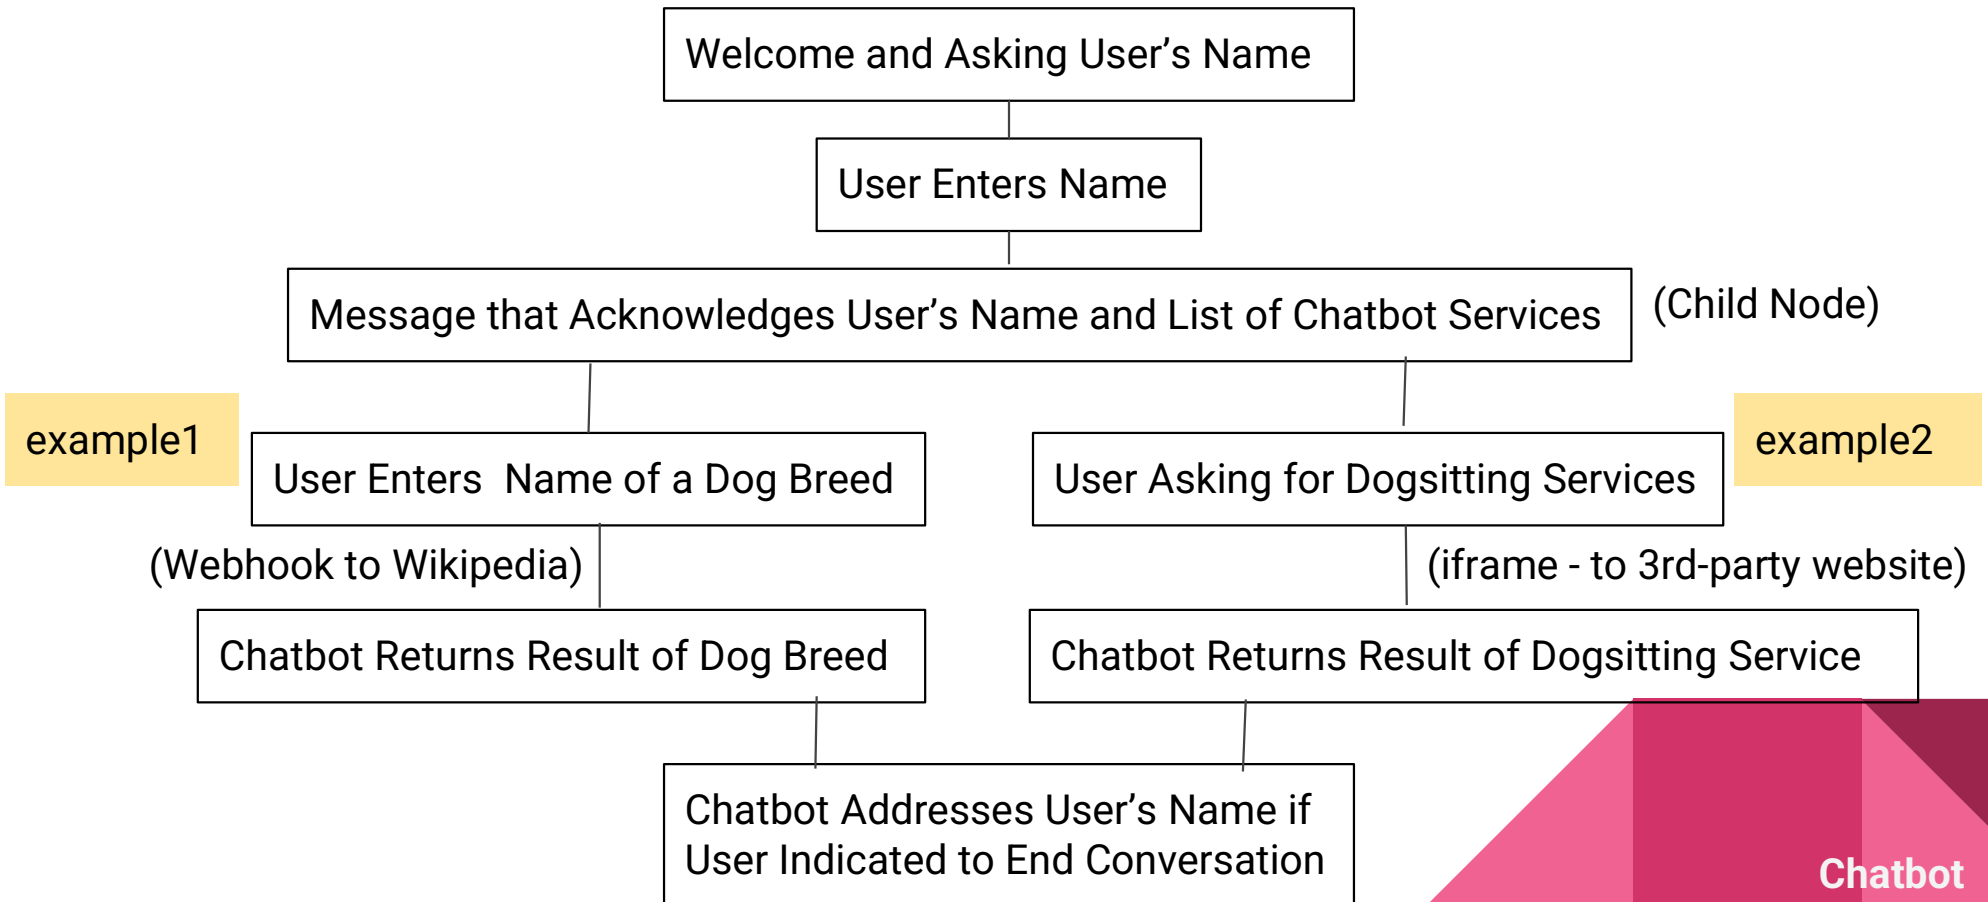 Welcome and Asking User’s Name
User Enters Name
Message that Acknowledges User’s Name and List of Chatbot Services
(Child Node)
example1
User Enters  Name of a Dog Breed
User Asking for Dogsitting Services
example2
(Webhook to Wikipedia)
(iframe - to 3rd-party website)
Chatbot Returns Result of Dog Breed
Chatbot Returns Result of Dogsitting Service
Chatbot Addresses User’s Name if
User Indicated to End Conversation
Chatbot